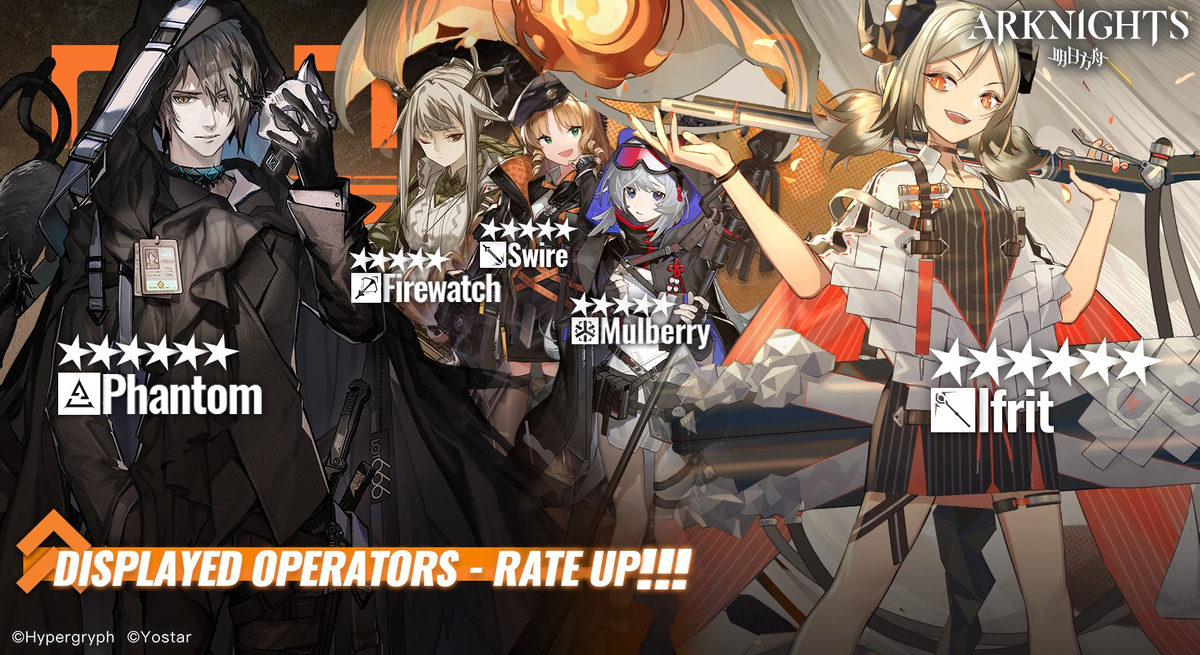 ARKNIGHTS
明日方舟
★★★★★
Swire
★★★★★
Firewatch
★★★★★
Mulberry
★★★★★★
Phantom
★★★★★★
Ifrit
DISPLAYED OPERATORS - RATE UP!!!
©Hypergryph ©Yostar